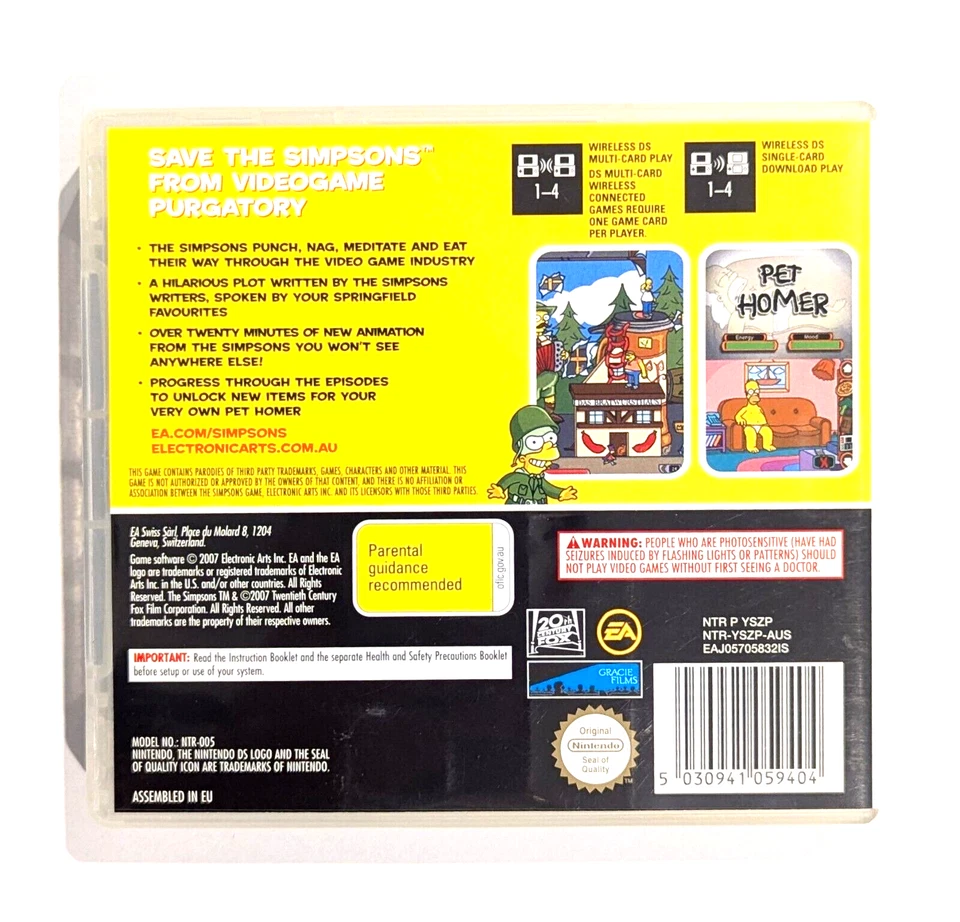 SAVE THE SIMPSONS™
FROM VIDEOGAME
PURGATORY
• THE SIMPSONS PUNCH, NAG, MEDITATE AND EAT
THEIR WAY THROUGH THE VIDEO GAME INDUSTRY
• A HILARIOUS PLOT WRITTEN BY THE SIMPSONS
WRITERS, SPOKEN BY YOUR SPRINGFIELD
FAVOURITES
• OVER TWENTY MINUTES OF NEW ANIMATION
FROM THE SIMPSONS YOU WON'T SEE
ANYWHERE ELSE!
• PROGRESS THROUGH THE EPISODES
TO UNLOCK NEW ITEMS FOR YOUR
VERY OWN PET HOMER
EA.COM/SIMPSONS
ELECTRONICARTS.COM.AU
THIS GAME CONTAINS PARODIES OF THIRD PARTY TRADEMARKS, GAMES, CHARACTERS AND OTHER MATERIAL. THIS
GAME IS NOT AUTHORIZED OR APPROVED BY THE OWNERS OF THAT CONTENT, AND THERE IS NO AFFILIATION OR
ASSOCIATION BETWEEN THE SIMPSONS GAME, ELECTRONIC ARTS INC. AND ITS LICENSORS WITH THOSE THIRD PARTIES.
1–4
WIRELESS DS
MULTI-CARD PLAY
DS MULTI-CARD
WIRELESS
CONNECTED
GAMES REQUIRE
ONE GAME CARD
PER PLAYER.
1–4
WIRELESS DS
SINGLE-CARD
DOWNLOAD PLAY
DAS BRATWURSTHAUS
PET
HOMER
Energy
Mood
X
EA Swiss Sàrl, Place du Molard 8, 1204
Geneva, Switzerland.
Game software © 2007 Electronic Arts Inc. EA and the EA
logo are trademarks or registered trademarks of Electronic
Arts Inc. in the U.S. and/or other countries. All Rights
Reserved. The Simpsons TM & ©2007 Twentieth Century
Fox Film Corporation. All Rights Reserved. All other
trademarks are the property of their respective owners.
Parental
guidance
recommended
oflc.gov.au
WARNING: PEOPLE WHO ARE PHOTOSENSITIVE (HAVE HAD
SEIZURES INDUCED BY FLASHING LIGHTS OR PATTERNS) SHOULD
NOT PLAY VIDEO GAMES WITHOUT FIRST SEEING A DOCTOR.
IMPORTANT: Read the Instruction Booklet and the separate Health and Safety Precautions Booklet
before setup or use of your system.
20th
CENTURY
FOX
EA
GRACIE
FILMS
NTR P YSZP
NTR-YSZP-AUS
EAJ05705832IS
MODEL NO.: NTR-005
NINTENDO, THE NINTENDO DS LOGO AND THE SEAL
OF QUALITY ICON ARE TRADEMARKS OF NINTENDO.
ASSEMBLED IN EU
Original
Nintendo
Seal of
Quality
TM
5 030941 059404